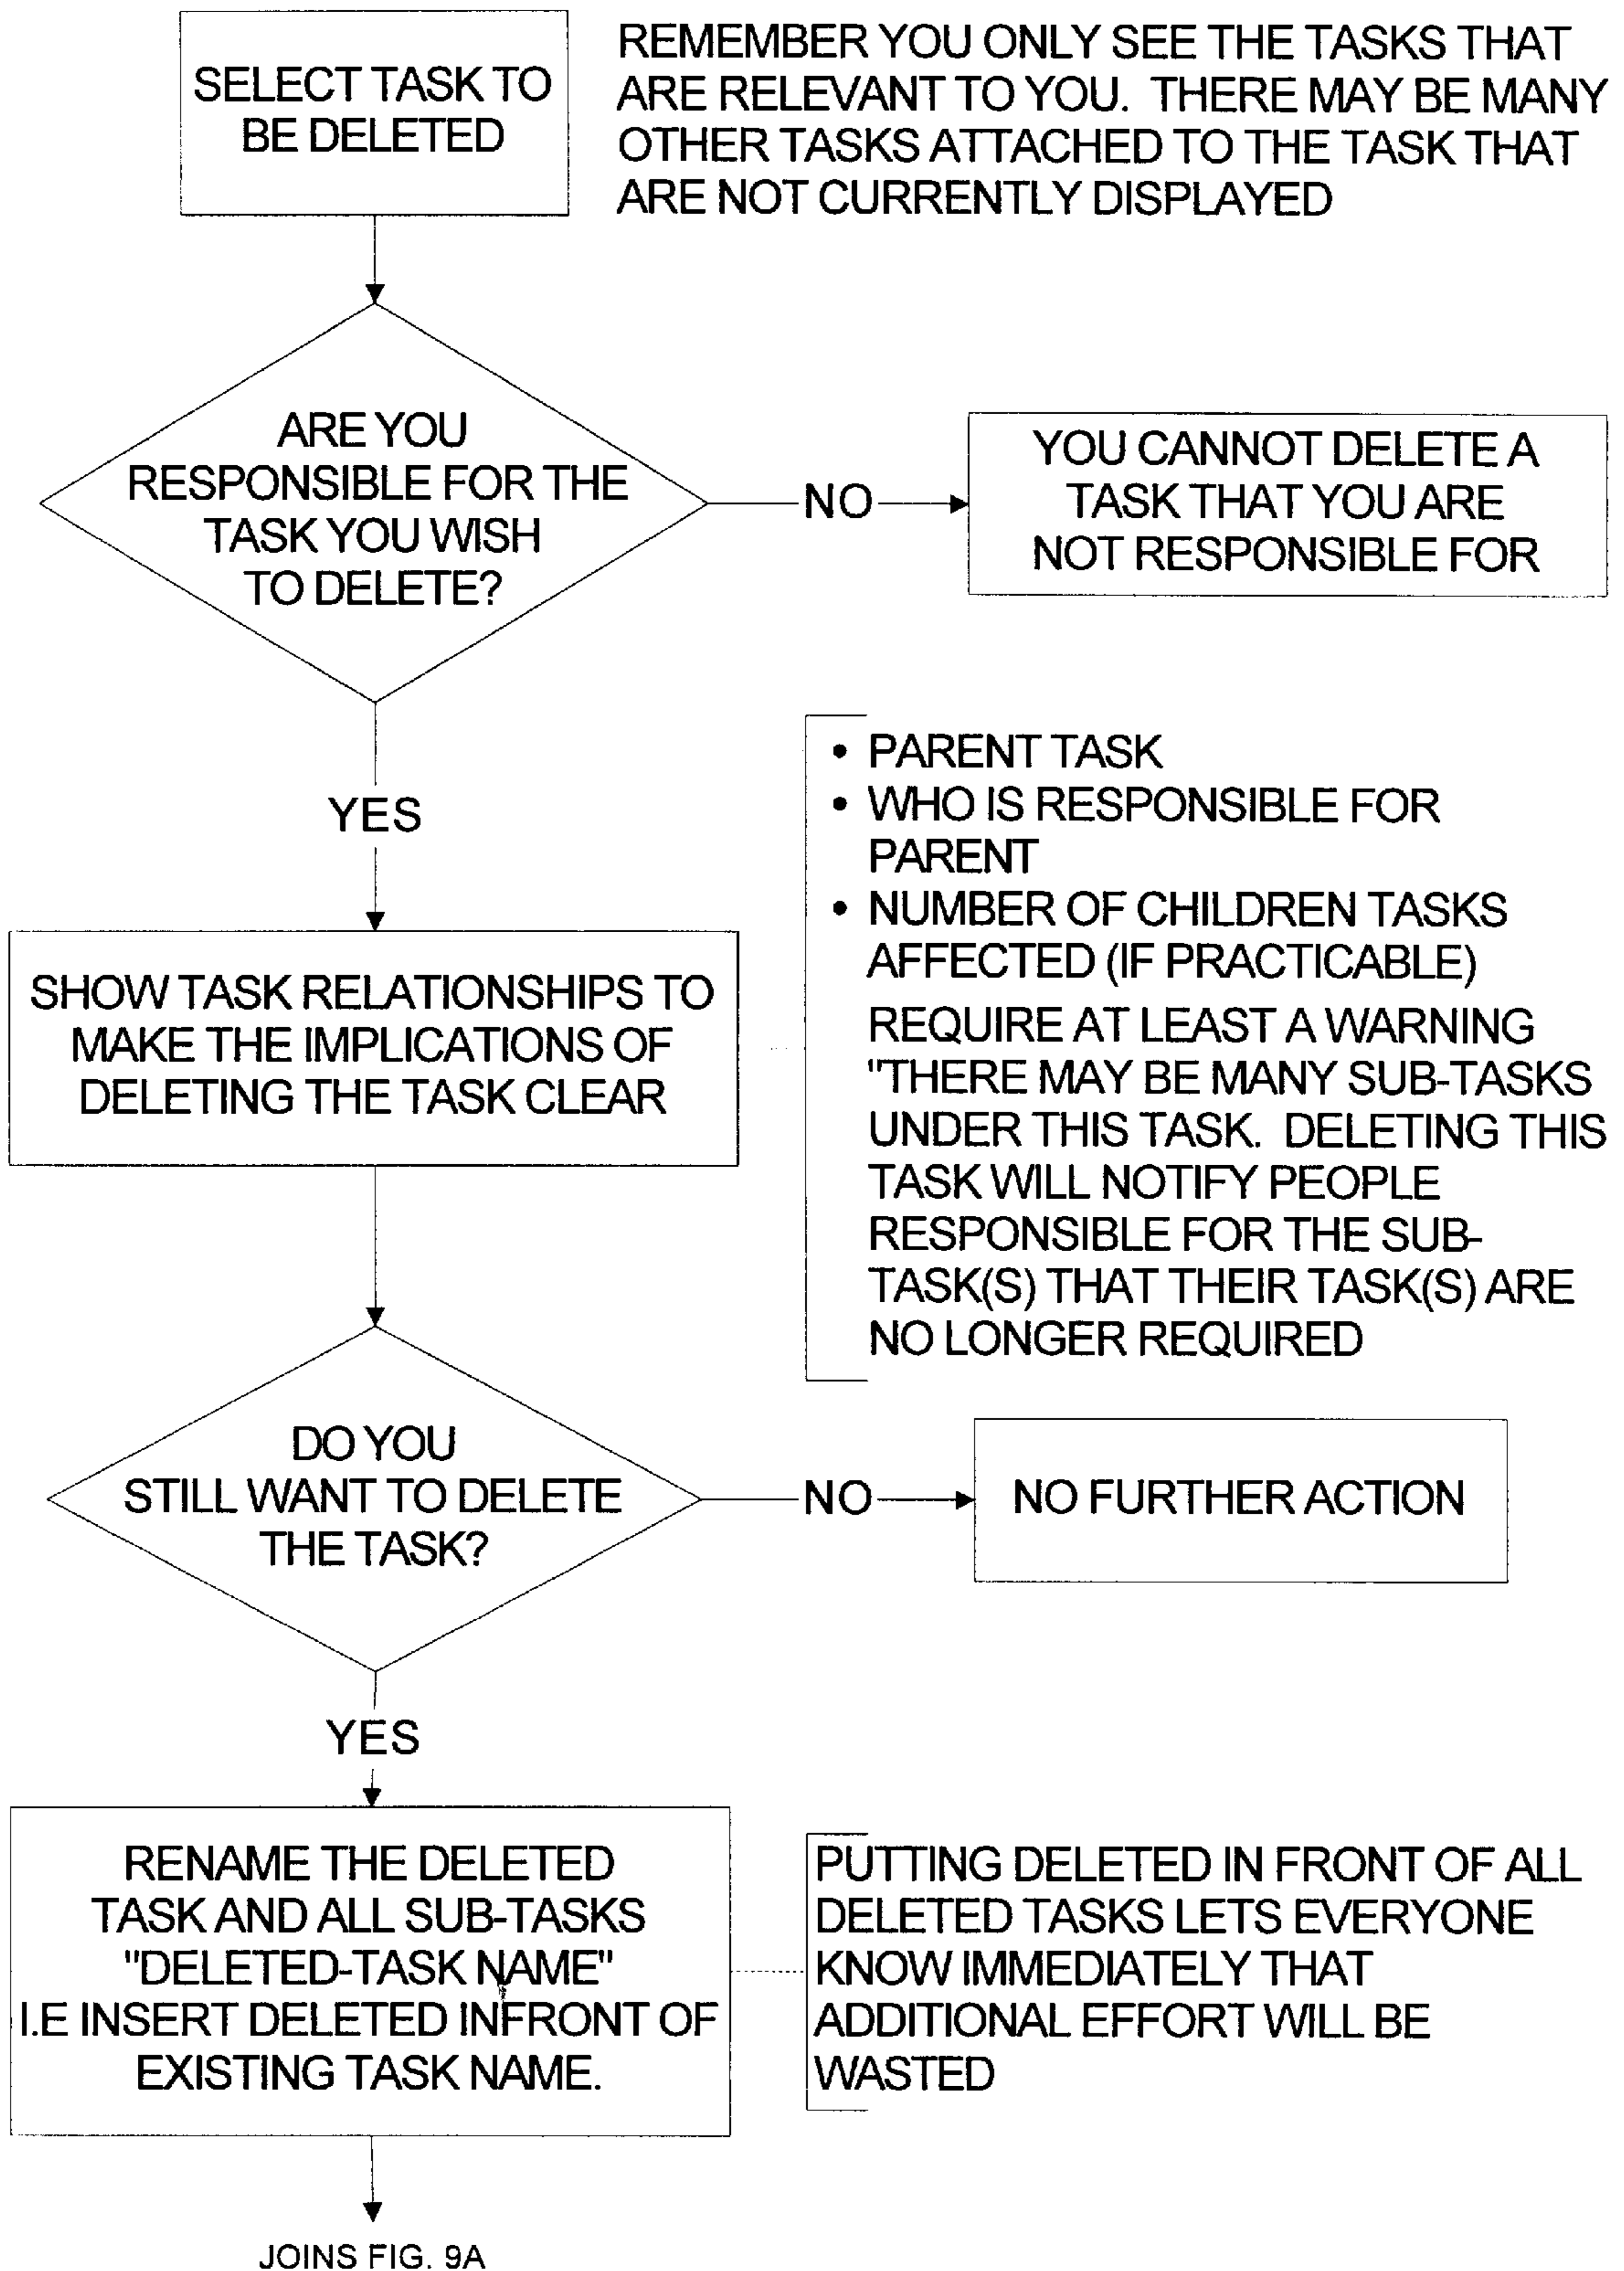 SELECT TASK TO
BE DELETED
REMEMBER YOU ONLY SEE THE TASKS THAT
ARE RELEVANT TO YOU. THERE MAY BE MANY
OTHER TASKS ATTACHED TO THE TASK THAT
ARE NOT CURRENTLY DISPLAYED
ARE YOU
RESPONSIBLE FOR THE
TASK YOU WISH
TO DELETE?
NO
YOU CANNOT DELETE A
TASK THAT YOU ARE
NOT RESPONSIBLE FOR
YES
SHOW TASK RELATIONSHIPS TO
MAKE THE IMPLICATIONS OF
DELETING THE TASK CLEAR
• PARENT TASK
• WHO IS RESPONSIBLE FOR
PARENT
• NUMBER OF CHILDREN TASKS
AFFECTED (IF PRACTICABLE)
REQUIRE AT LEAST A WARNING
"THERE MAY BE MANY SUB-TASKS
UNDER THIS TASK. DELETING THIS
TASK WILL NOTIFY PEOPLE
RESPONSIBLE FOR THE SUB-
TASK(S) THAT THEIR TASK(S) ARE
NO LONGER REQUIRED
DO YOU
STILL WANT TO DELETE
THE TASK?
NO
NO FURTHER ACTION
YES
RENAME THE DELETED
TASK AND ALL SUB-TASKS
"DELETED-TASK NAME"
I.E INSERT DELETED INFRONT OF
EXISTING TASK NAME.
PUTTING DELETED IN FRONT OF ALL
DELETED TASKS LETS EVERYONE
KNOW IMMEDIATELY THAT
ADDITIONAL EFFORT WILL BE
WASTED
JOINS FIG. 9A